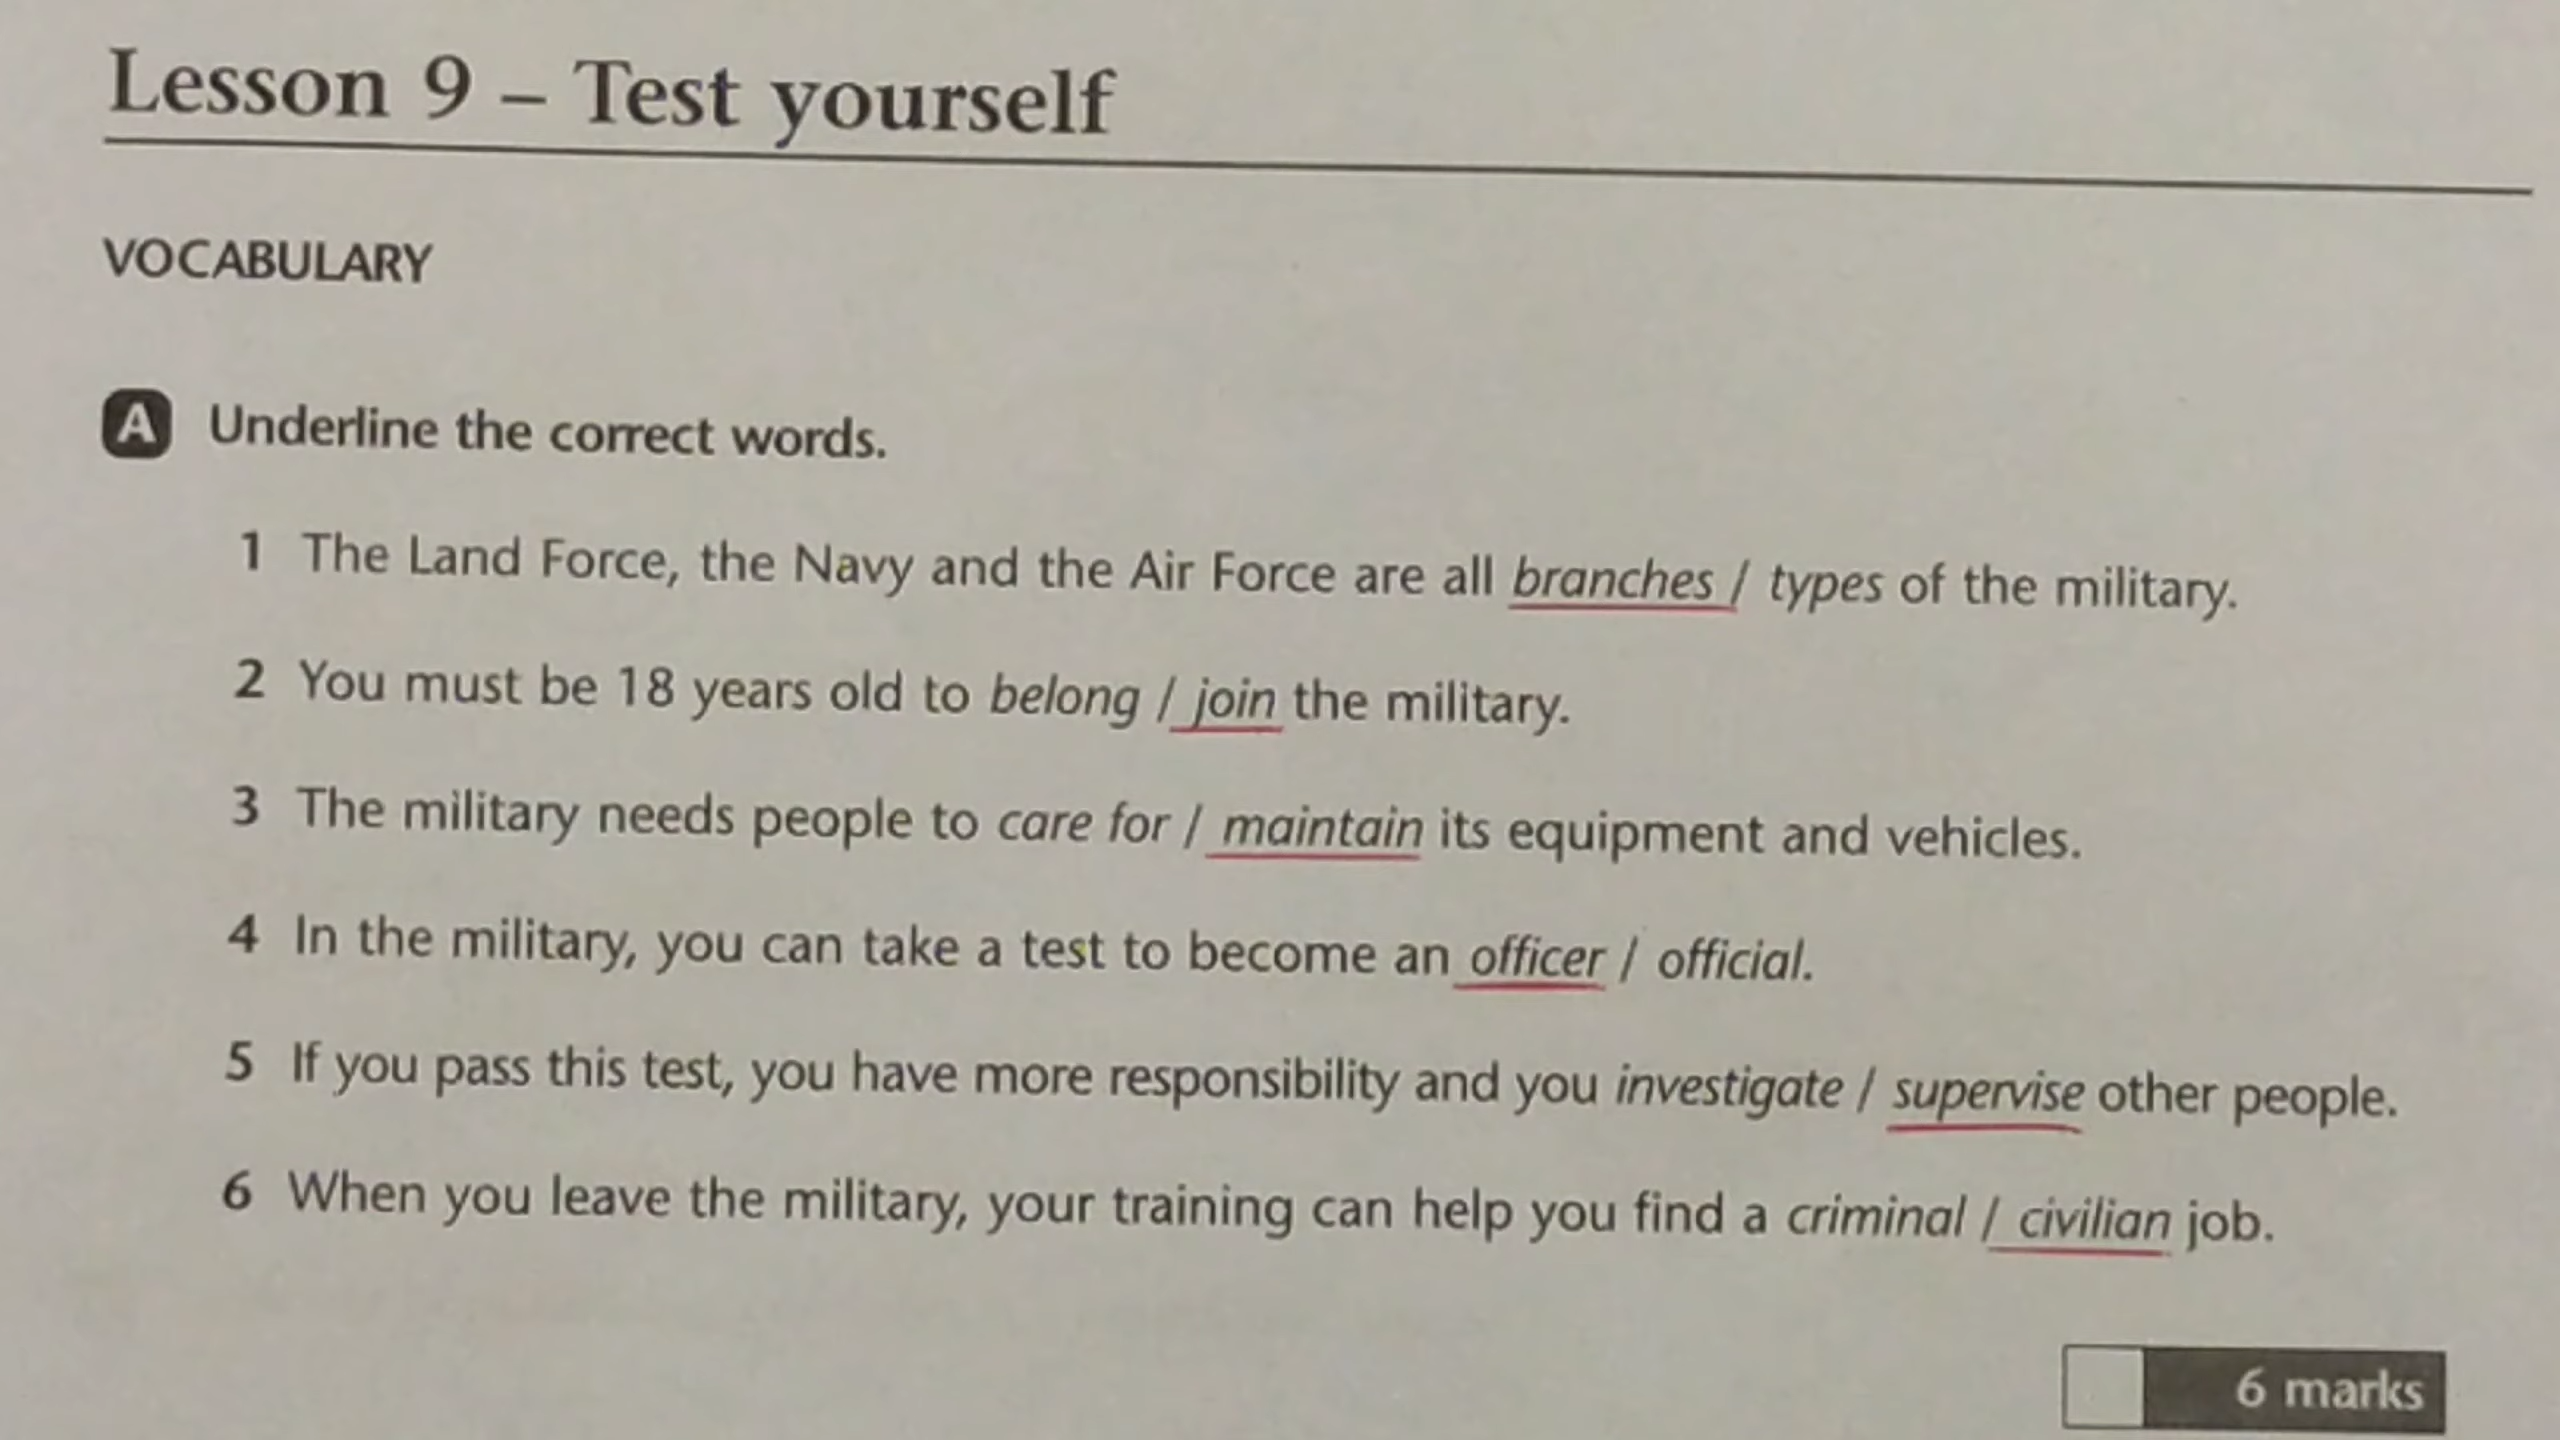 Lesson 9 – Test yourself
VOCABULARY
A Underline the correct words.
1 The Land Force, the Navy and the Air Force are all branches / types of the military.
2 You must be 18 years old to belong / join the military.
3 The military needs people to care for / maintain its equipment and vehicles.
4 In the military, you can take a test to become an officer / official.
5 If you pass this test, you have more responsibility and you investigate / supervise other people.
6 When you leave the military, your training can help you find a criminal / civilian job.
6 marks